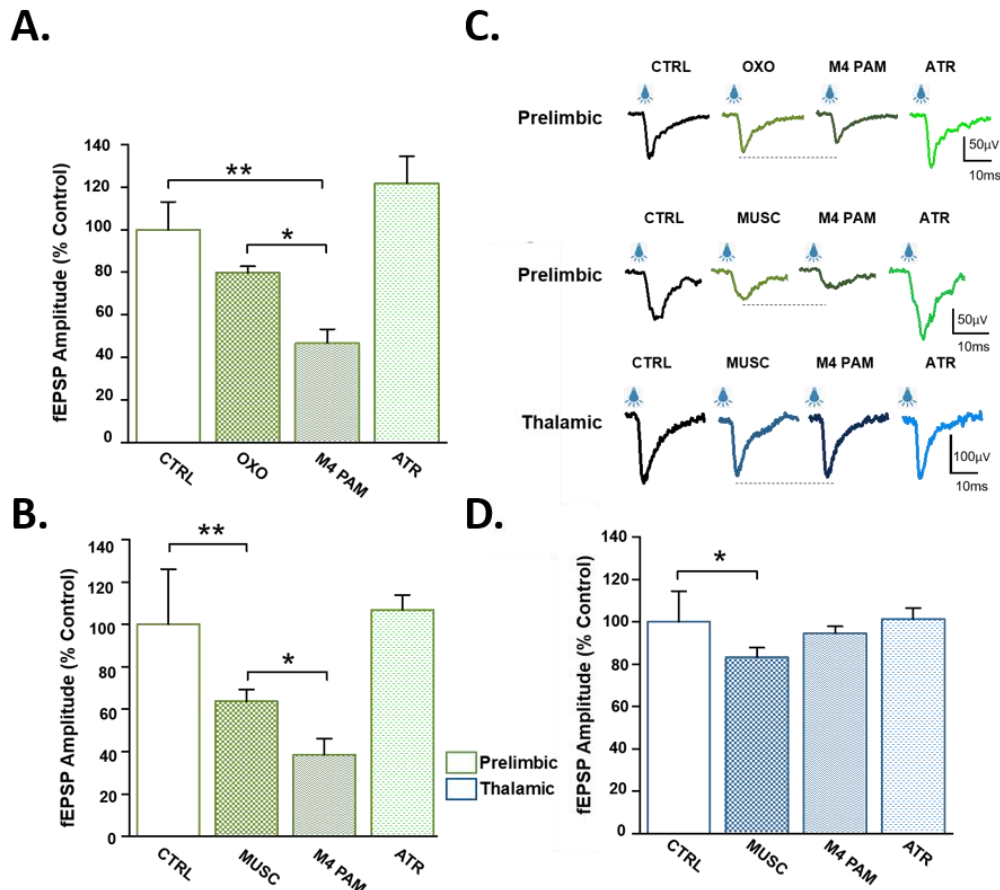 A.
fEPSP Amplitude (% Control)
140
120
100
80
60
40
20
0
**
*
CTRL
OXO
M4 PAM
ATR
C.
CTRL OXO M4 PAM ATR
Prelimbic
50µV
10ms
CTRL MUSC M4 PAM ATR
Prelimbic
50µV
10ms
CTRL MUSC M4 PAM ATR
Thalamic
100µV
10ms
B.
fEPSP Amplitude (% Control)
140
120
100
80
60
40
20
0
**
*
CTRL
MUSC
M4 PAM
ATR
Prelimbic
Thalamic
D.
fEPSP Amplitude (% Control)
140
120
100
80
60
40
20
0
*
CTRL
MUSC
M4 PAM
ATR